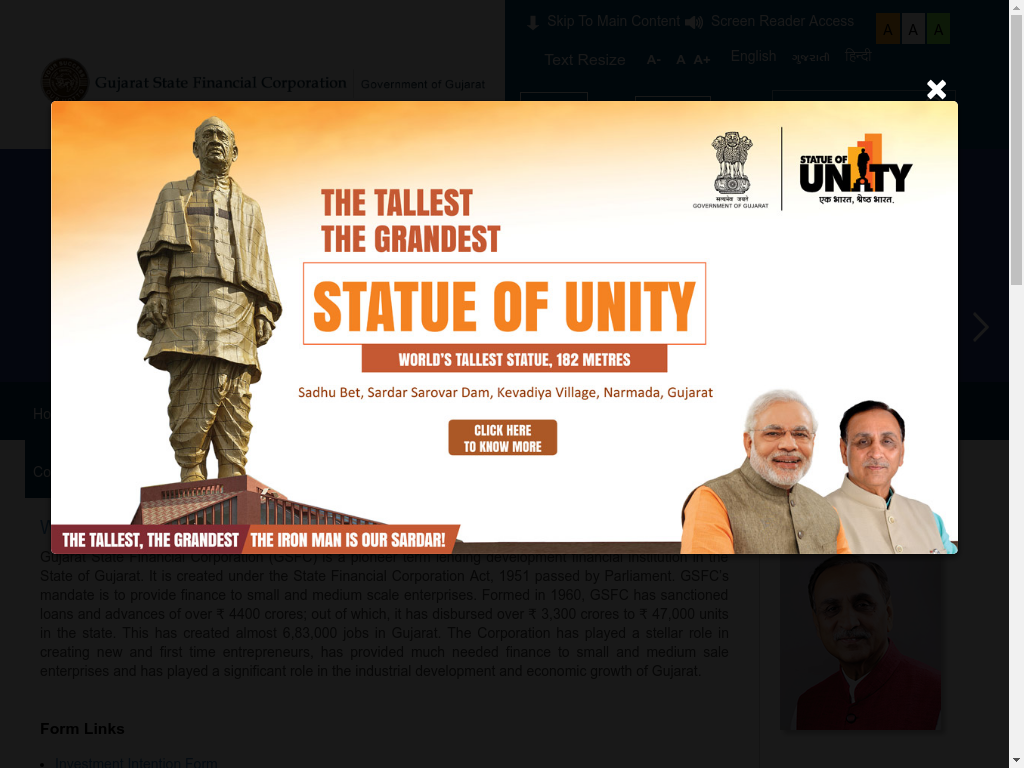 Skip To Main Content
Screen Reader Access
A A A
Text Resize A- A A+ English ગુજરાતી हिन्दी
Gujarat State Financial Corporation Government of Gujarat
THE TALLEST
THE GRANDEST
STATUE OF UNITY
WORLD'S TALLEST STATUE, 182 METRES
Sadhu Bet, Sardar Sarovar Dam, Kevadiya Village, Narmada, Gujarat
CLICK HERE
TO KNOW MORE
सत्यमेव जयते
GOVERNMENT OF GUJARAT
STATUE OF
UNITY
एक भारत, श्रेष्ठ भारत.
THE TALLEST, THE GRANDEST THE IRON MAN IS OUR SARDAR!
Gujarat State Financial Corporation (GSFC) is a pioneer term lending development financial institution in the
State of Gujarat. It is created under the State Financial Corporation Act, 1951 passed by Parliament. GSFC's
mandate is to provide finance to small and medium scale enterprises. Formed in 1960, GSFC has sanctioned
loans and advances of over ₹ 4400 crores; out of which, it has disbursed over ₹ 3,300 crores to ₹ 47,000 units
in the state. This has created almost 6,83,000 jobs in Gujarat. The Corporation has played a stellar role in
creating new and first time entrepreneurs, has provided much needed finance to small and medium sale
enterprises and has played a significant role in the industrial development and economic growth of Gujarat.
Form Links
Investment Intention Form